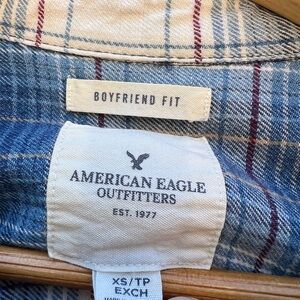 BOYFRIEND FIT
AMERICAN EAGLE
OUTFITTERS
EST. 1977
XS/TP
EXCH